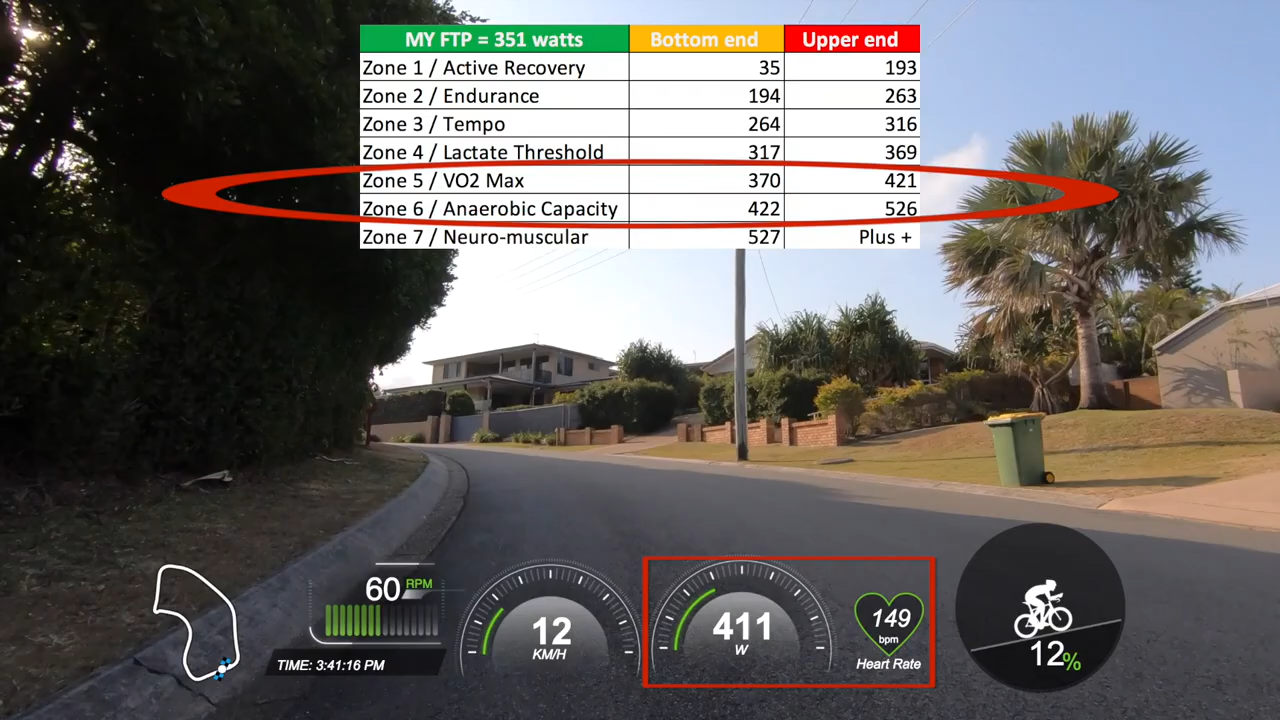 MY FTP = 351 watts Bottom end Upper end
Zone 1 / Active Recovery 35 193
Zone 2 / Endurance 194 263
Zone 3 / Tempo 264 316
Zone 4 / Lactate Threshold 317 369
Zone 5 / VO2 Max 370 421
Zone 6 / Anaerobic Capacity 422 526
Zone 7 / Neuro-muscular 527 Plus +
60 RPM
TIME: 3:41:16 PM
12
KM/H
411
W
149
bpm
Heart Rate
12%